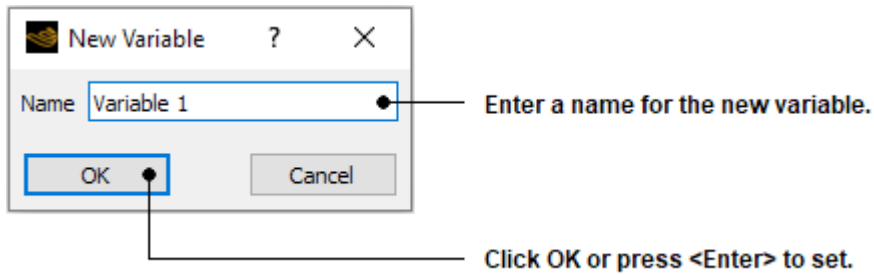 New Variable ?
Name Variable 1
Enter a name for the new variable.
OK Cancel
Click OK or press <Enter> to set.